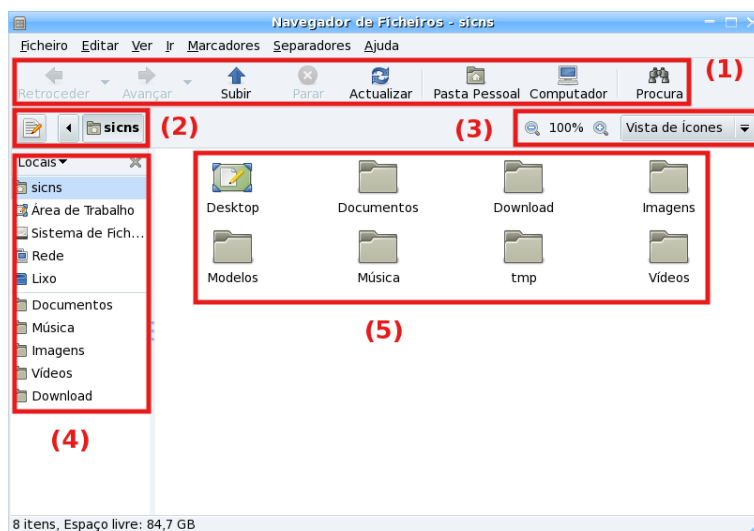 Navegador de Ficheiros - sicns
Ficheiro Editar Ver Ir Marcadores Separadores Ajuda
Retroceder Avançar Subir Parar Actualizar Pasta Pessoal Computador Procura
(1)
sicns (2) (3) 100% Vista de Ícones
Locais
sicns
Área de Trabalho
Sistema de Fich...
Rede
Lixo
Documentos
Música
Imagens
Vídeos
Download
(4)
Desktop Documentos Download Imagens
Modelos Música tmp Vídeos
(5)
8 itens, Espaço livre: 84,7 GB